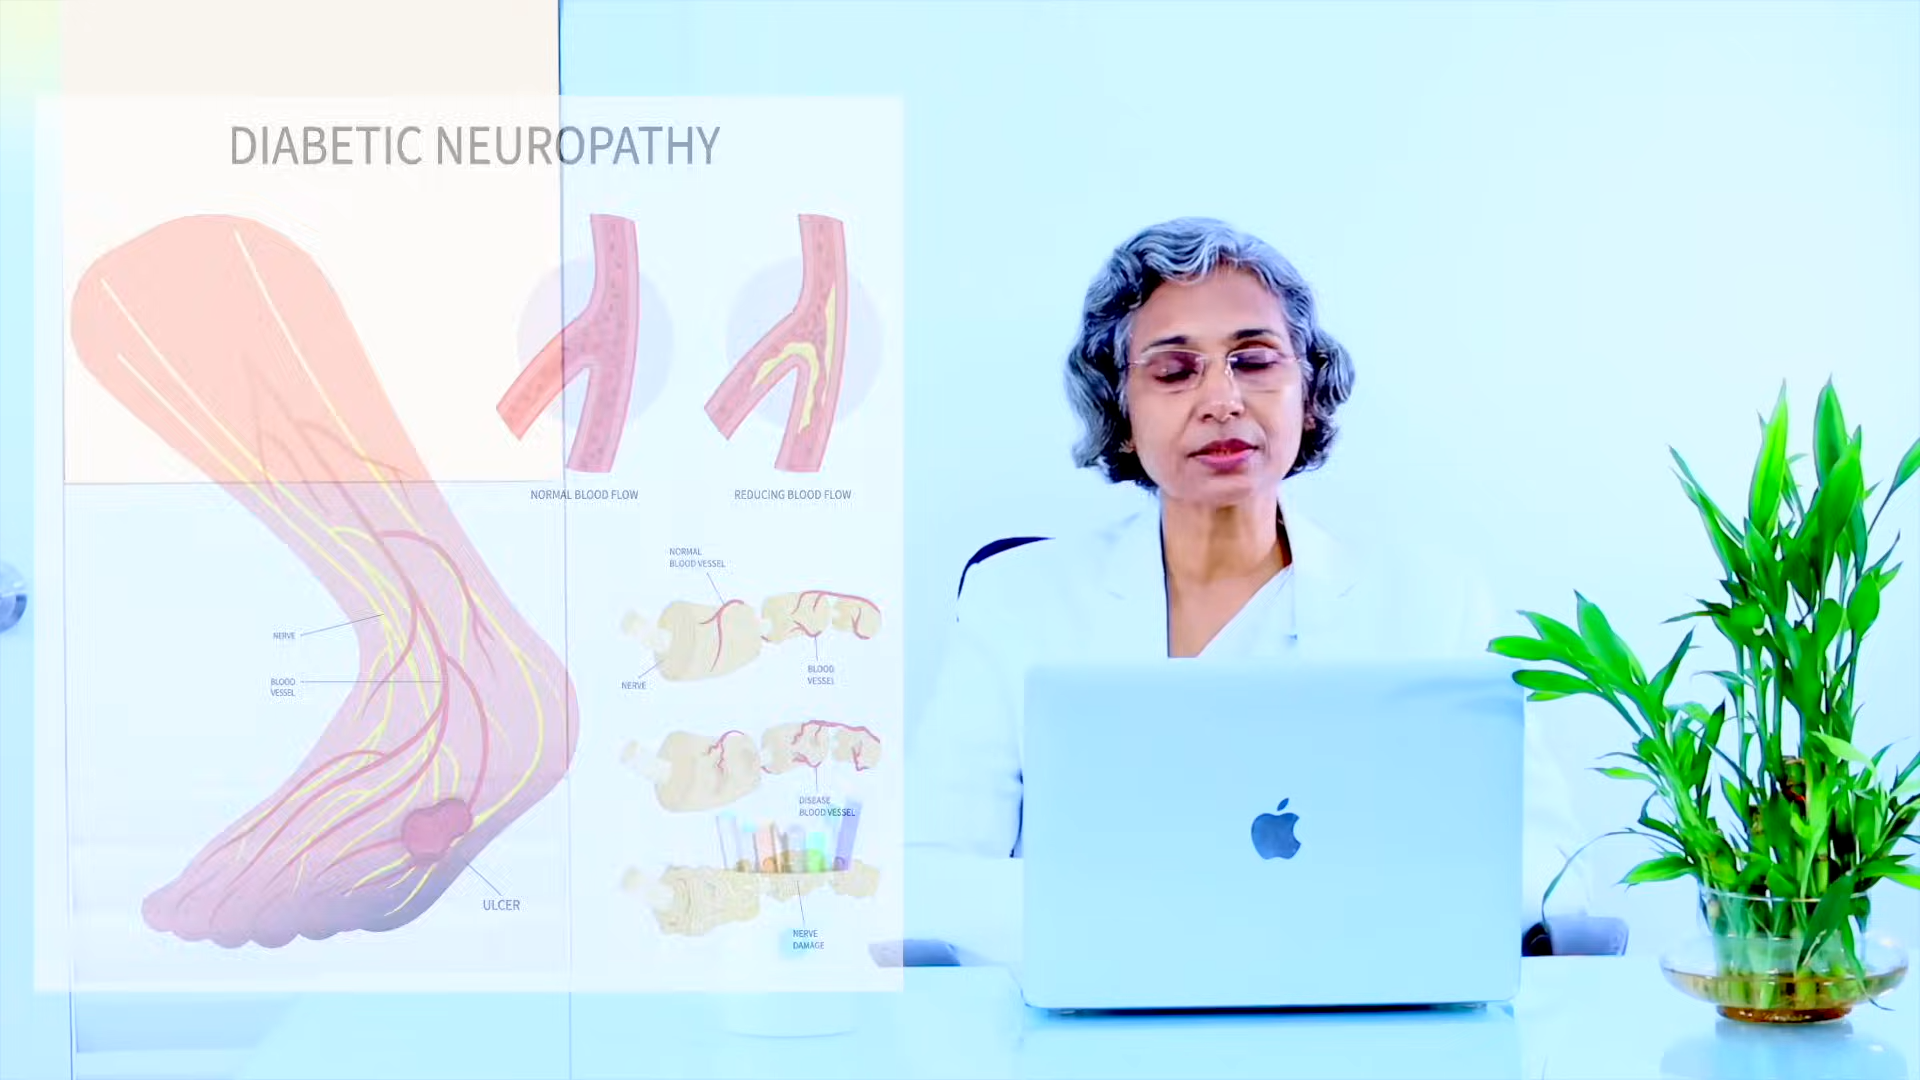 DIABETIC NEUROPATHY
NORMAL BLOOD FLOW
REDUCING BLOOD FLOW
NORMAL
BLOOD VESSEL
NERVE
BLOOD
VESSEL
NERVE
BLOOD
VESSEL
DISEASE
BLOOD VESSEL
ULCER
NERVE
DAMAGE